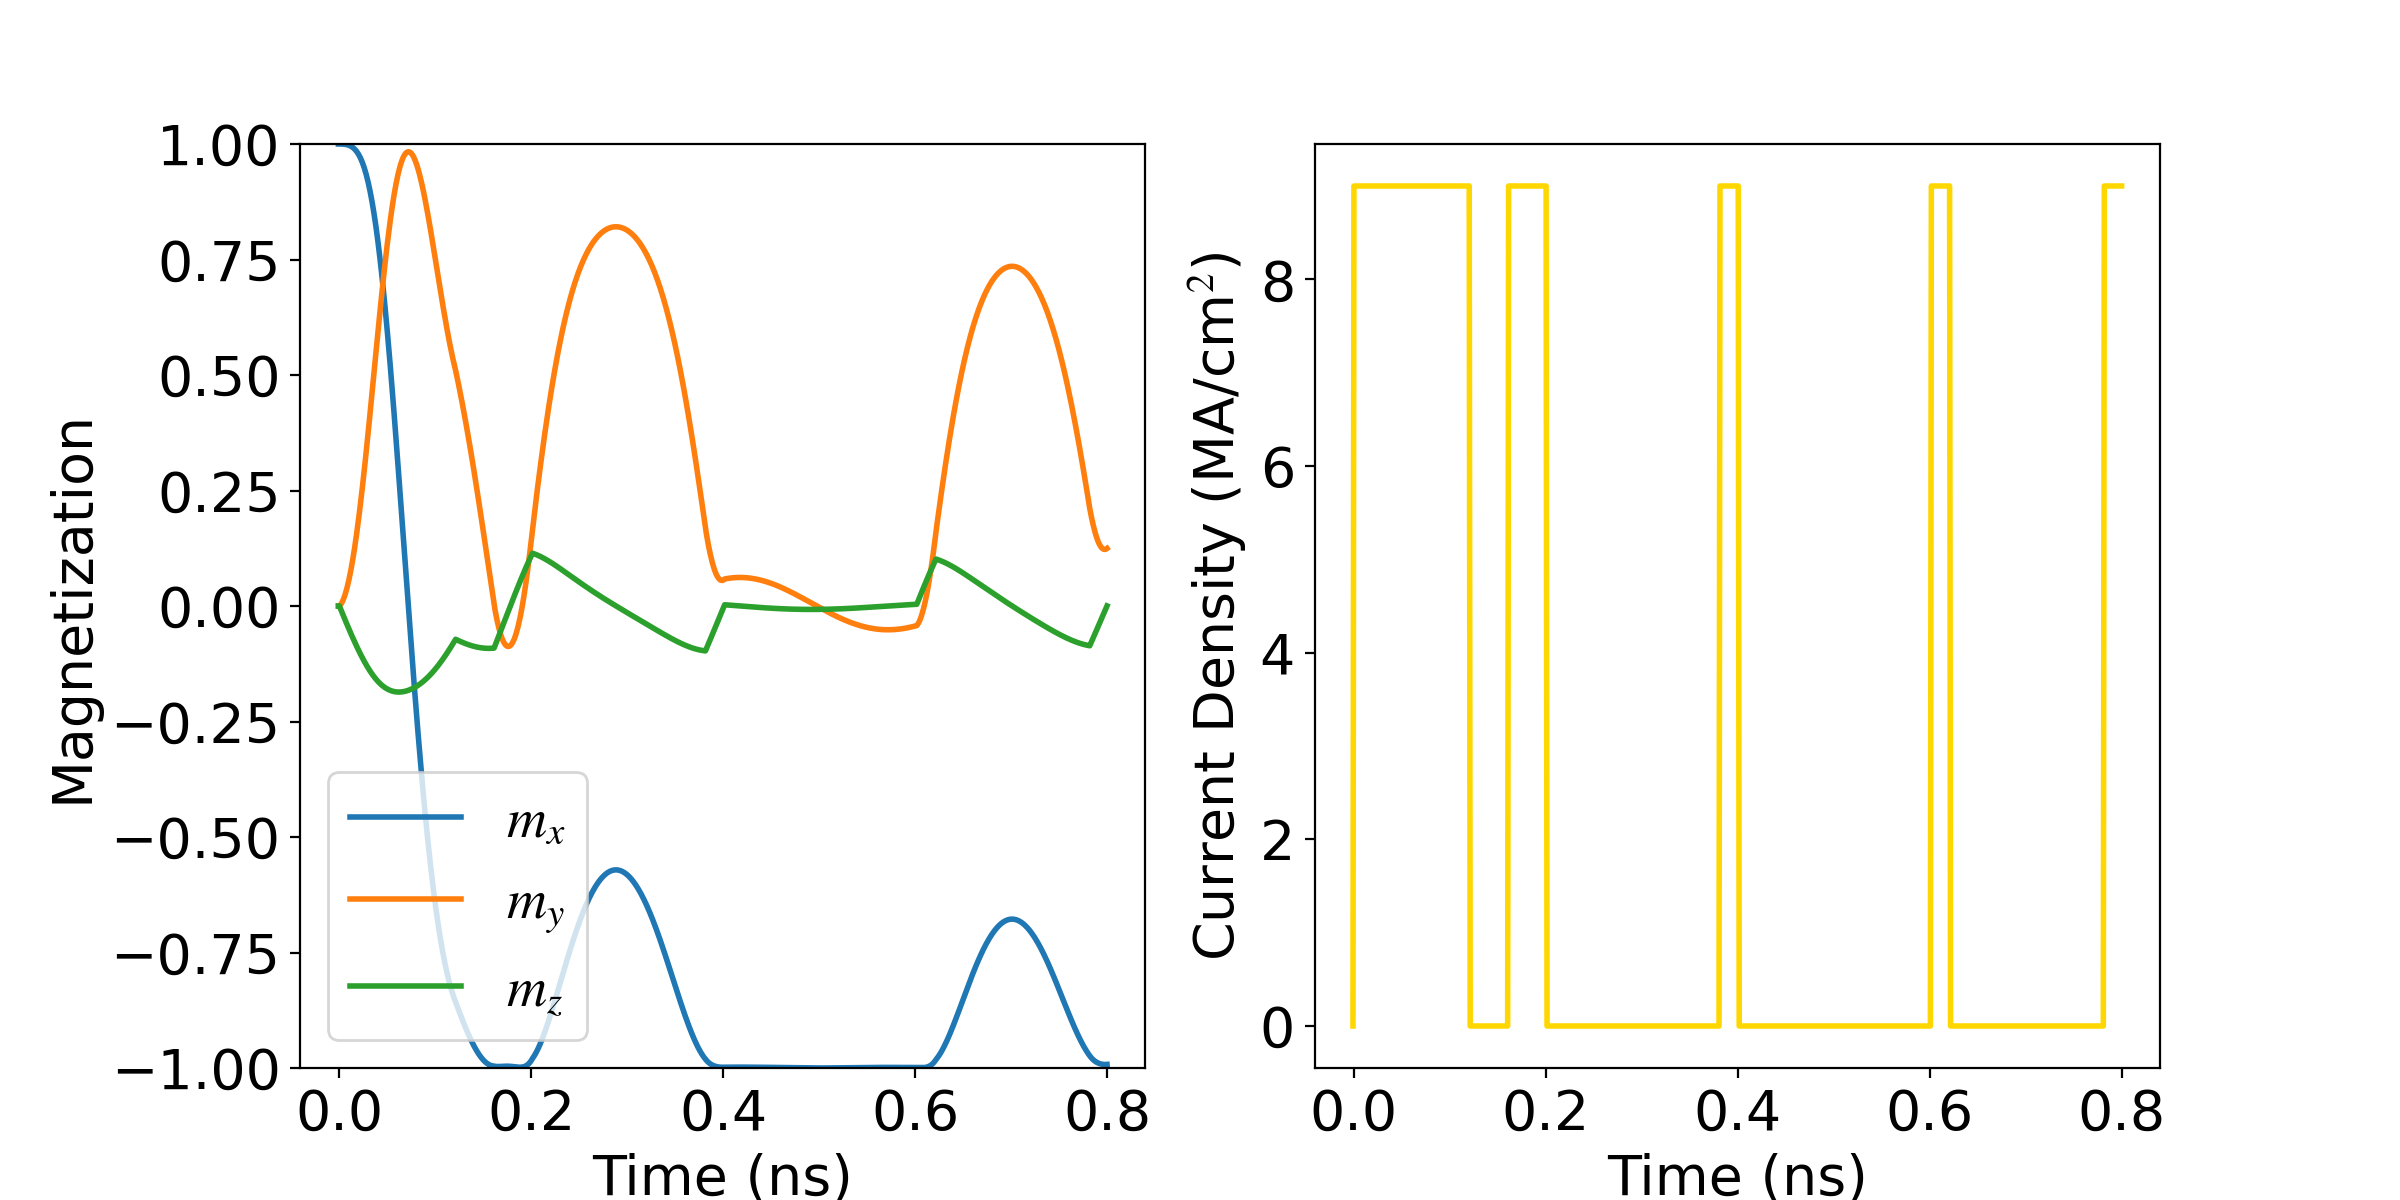 Magnetization
1.00
0.75
0.50
0.25
0.00
−0.25
−0.50
−0.75
−1.00
m_x
m_y
m_z
0.0 0.2 0.4 0.6 0.8
Time (ns)
Current Density (MA/cm²)
8
6
4
2
0
0.0 0.2 0.4 0.6 0.8
Time (ns)